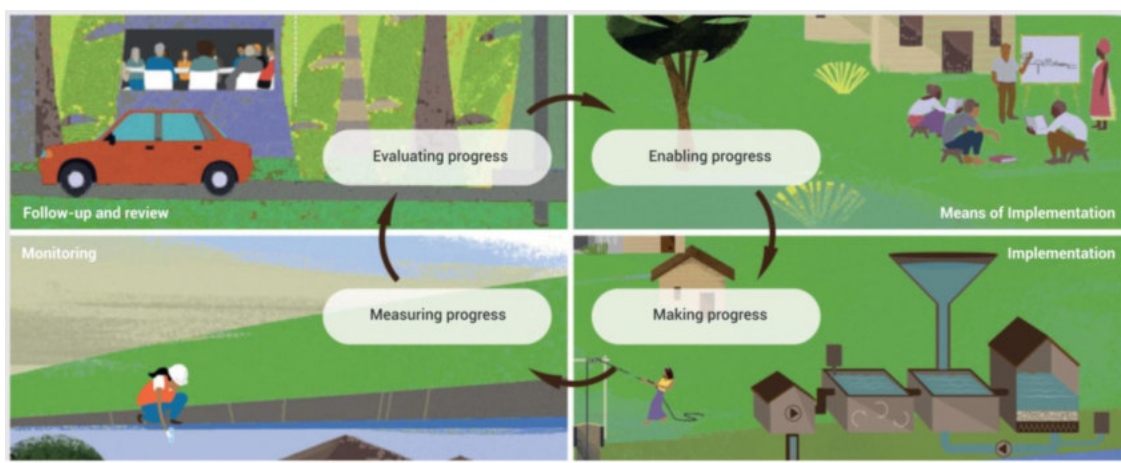 Evaluating progress
Follow-up and review
Enabling progress
Means of Implementation
Monitoring
Measuring progress
Implementation
Making progress